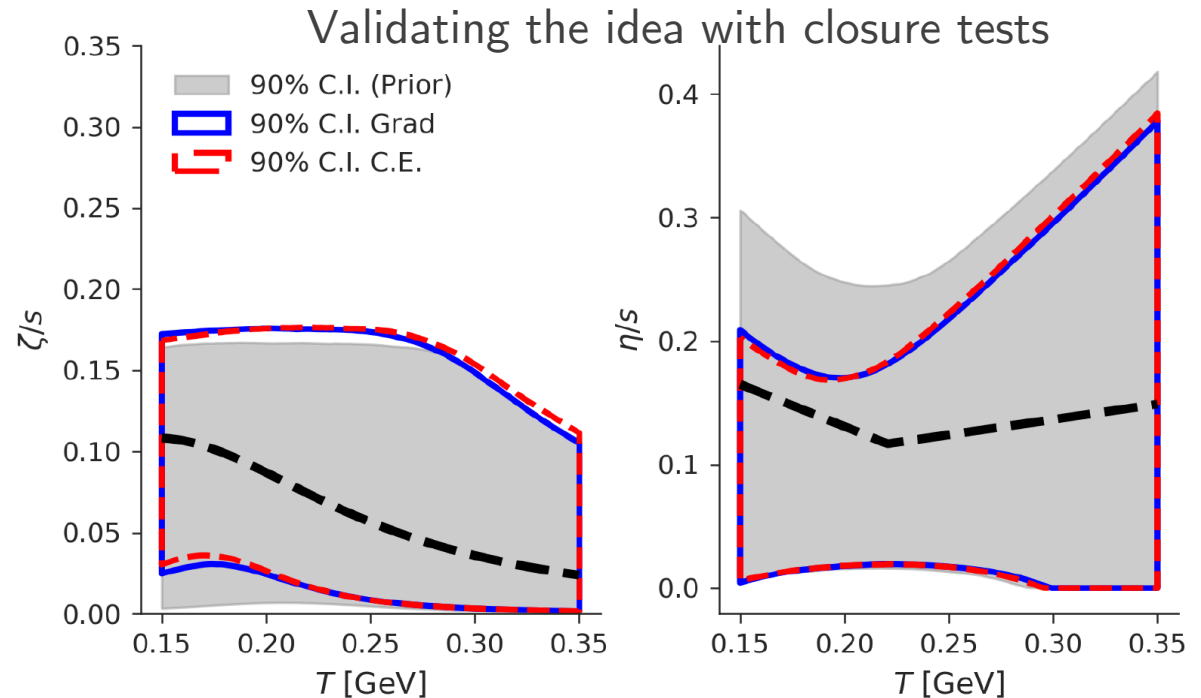 Validating the idea with closure tests
90% C.I. (Prior)
90% C.I. Grad
90% C.I. C.E.
ζ/s
0.35
0.30
0.25
0.20
0.15
0.10
0.05
0.00
0.15 0.20 0.25 0.30 0.35
T [GeV]
η/s
0.4
0.3
0.2
0.1
0.0
0.15 0.20 0.25 0.30 0.35
T [GeV]